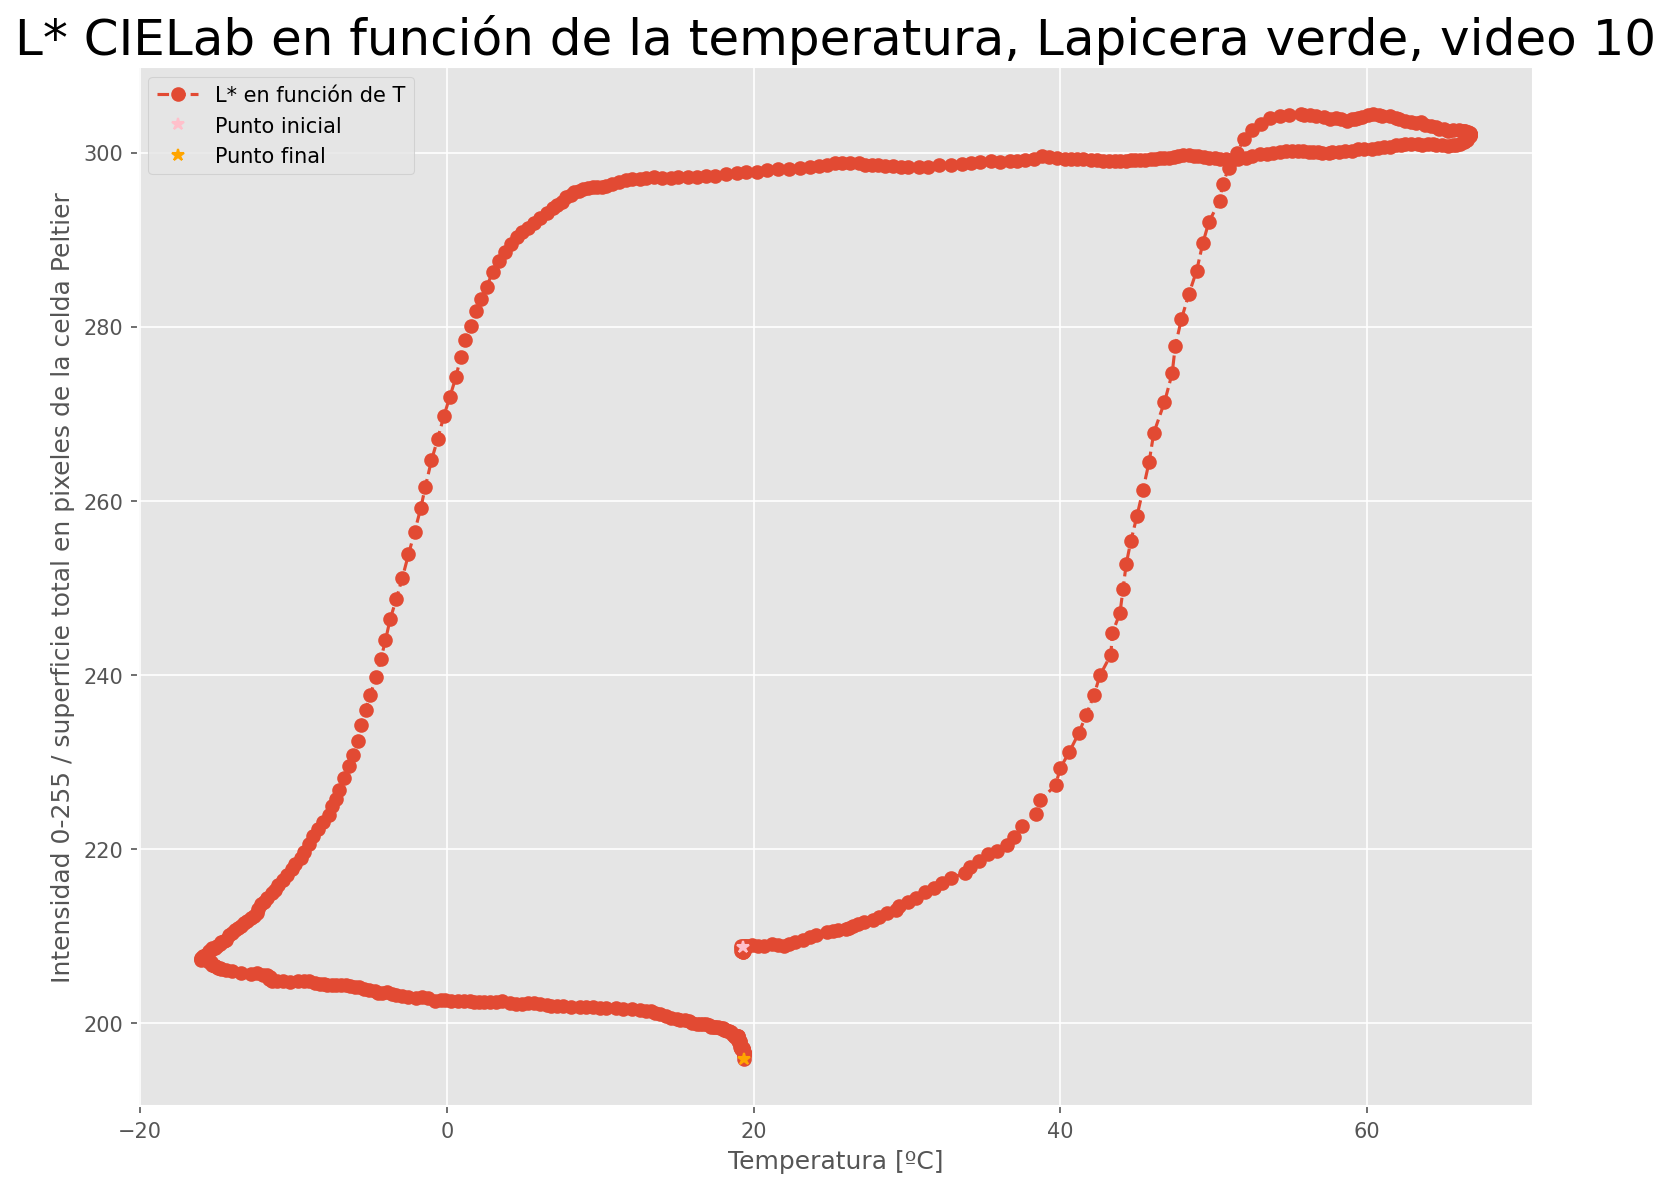 L* CIELab en función de la temperatura, Lapicera verde, video 10
L* en función de T
Punto inicial
Punto final
Intensidad 0-255 / superficie total en pixeles de la celda Peltier
300
280
260
240
220
200
−20
0
20
40
60
Temperatura [ºC]